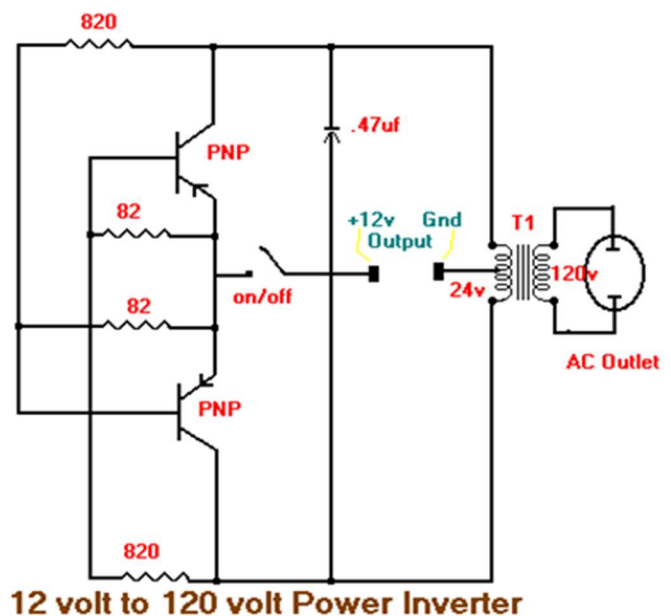 820
.47uf
PNP
82
+12v Gnd
Output
T1
on/off
24v
120v
82
AC Outlet
PNP
820
12 volt to 120 volt Power Inverter